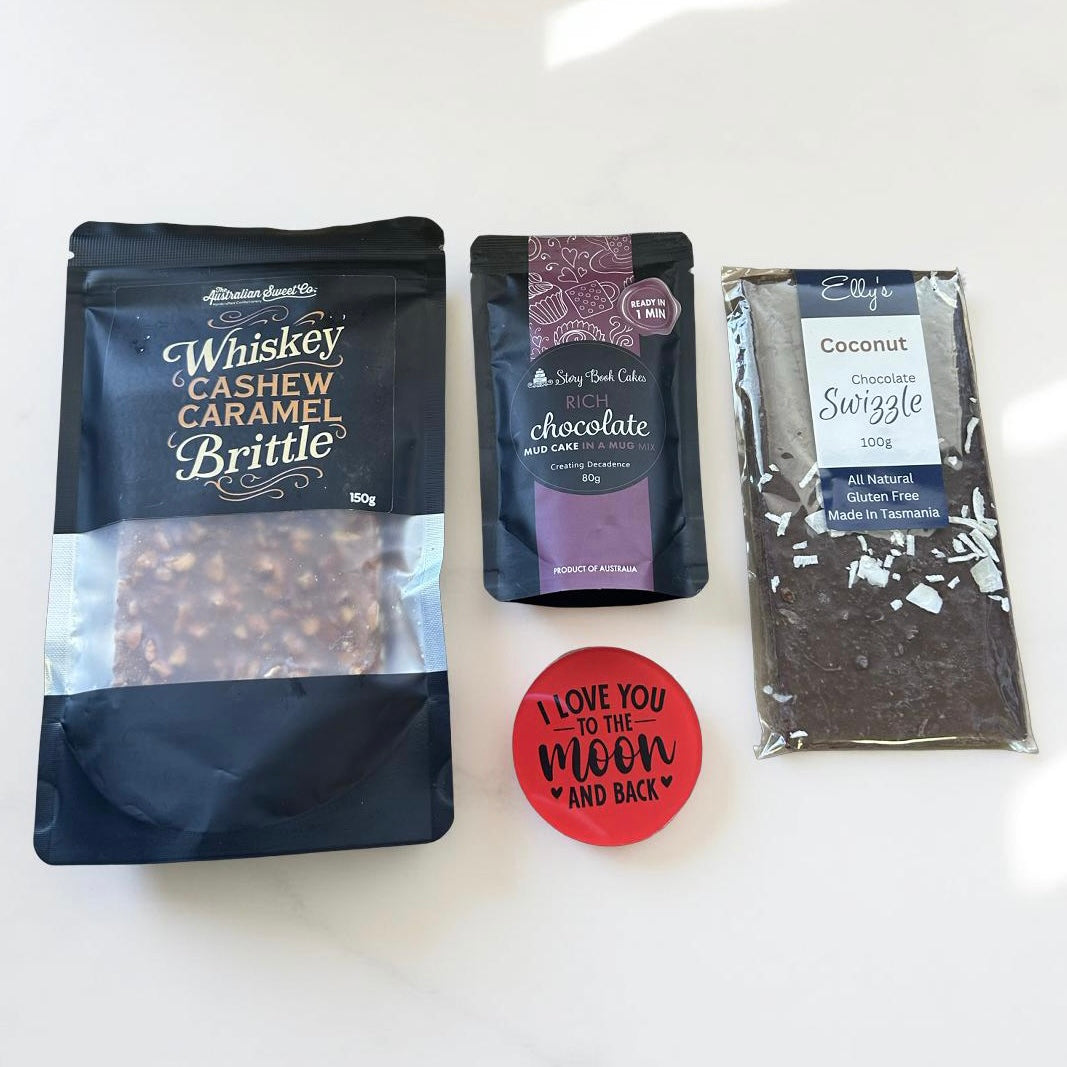 The
Australian Sweet Co.
Whiskey
CASHEW
CARAMEL
Brittle
150g
READY IN
1 MIN
Story Book Cakes
RICH
chocolate
MUD CAKE IN A MUG MIX
Creating Decadence
80g
PRODUCT OF AUSTRALIA
Elly's
Coconut
Chocolate
Swizzle
100g
All Natural
Gluten Free
Made In Tasmania
I LOVE YOU
TO THE
moon
AND BACK